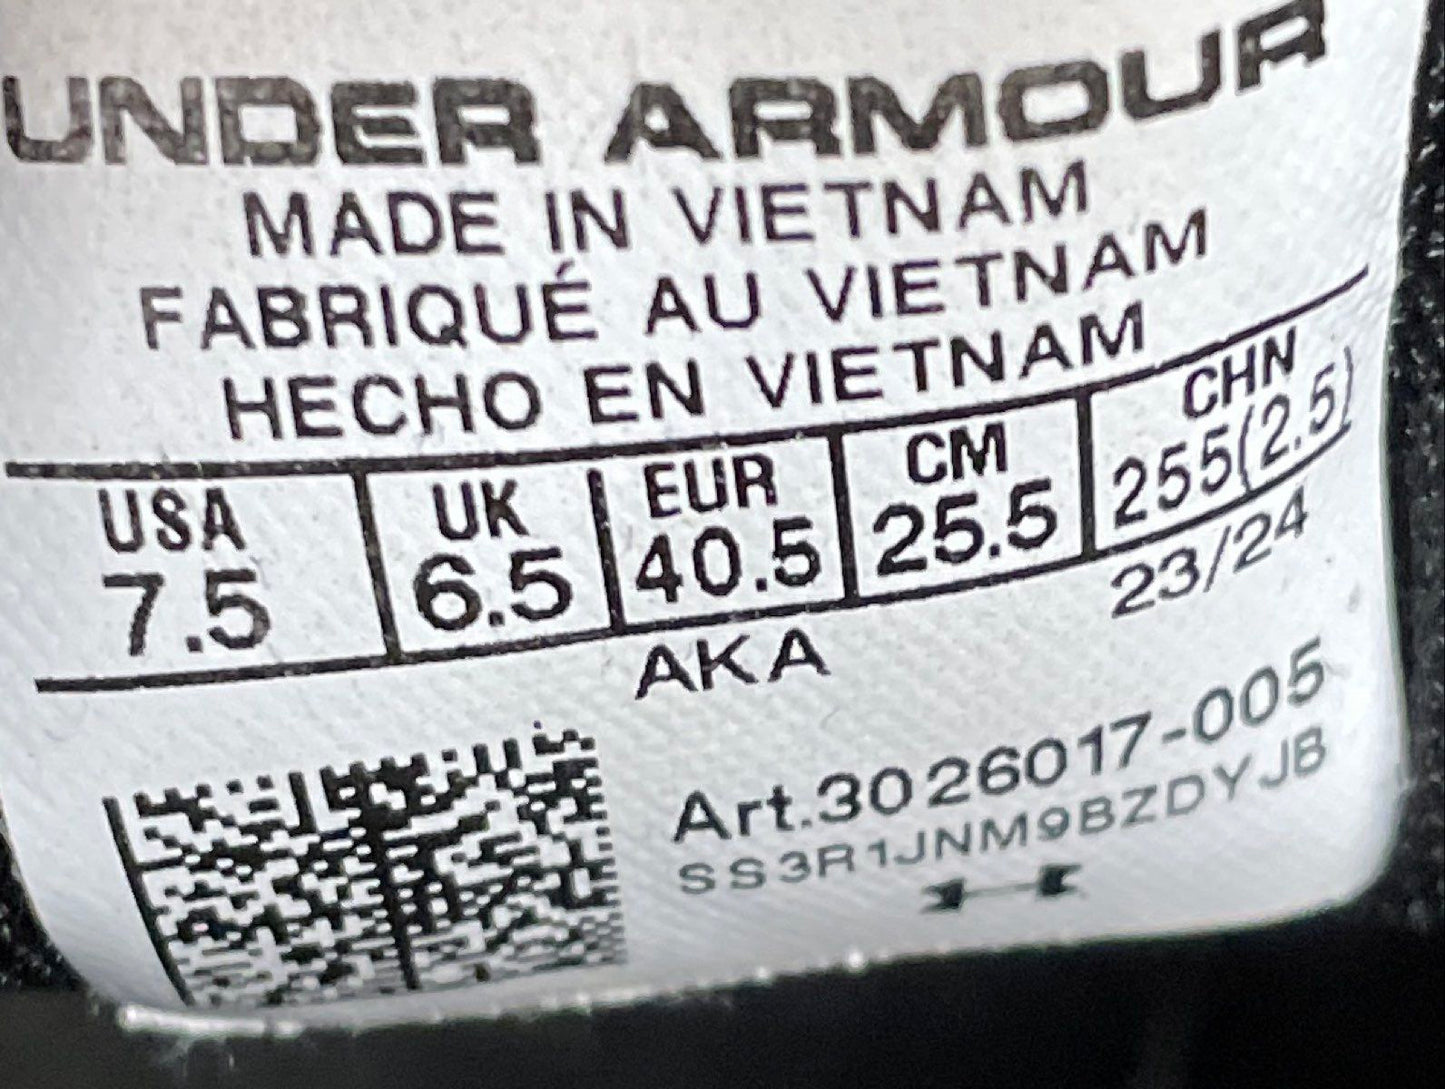 UNDER ARMOUR
MADE IN VIETNAM
FABRIQUÉ AU VIETNAM
HECHO EN VIETNAM
USA UK EUR CM CHN
7.5 6.5 40.5 25.5 255(2.5)
AKA 23/24
Art.3026017-005
SS3R1JNM9BZDYJB